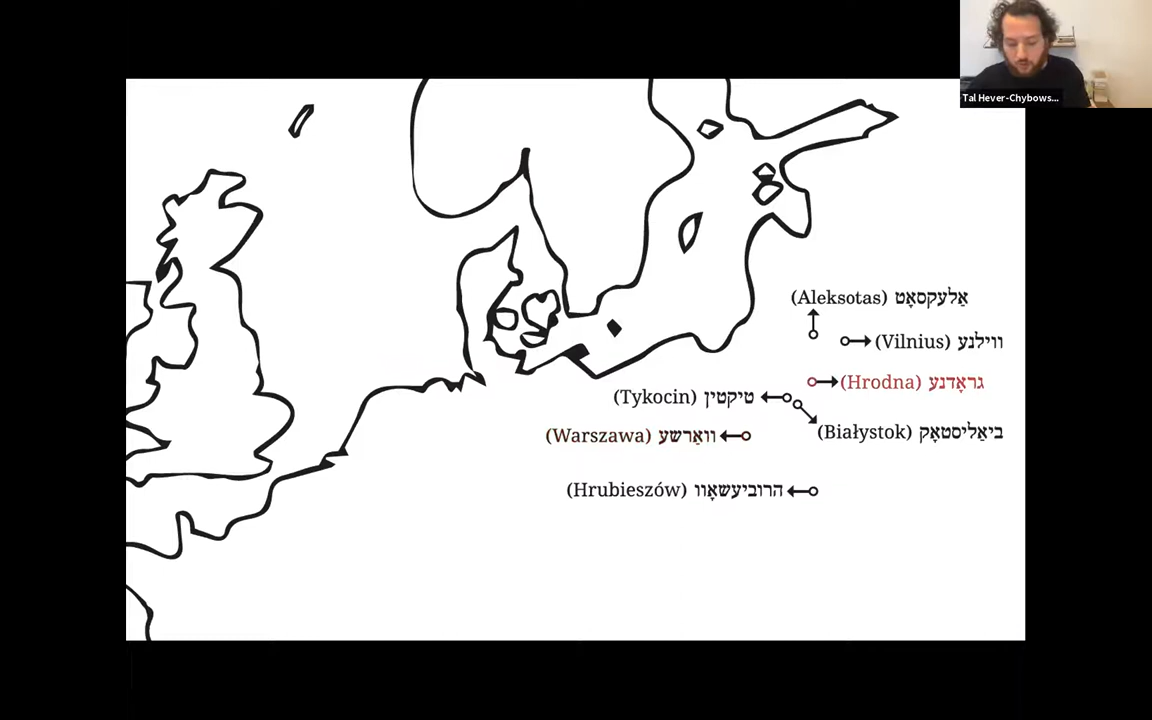 Tal Hever-Chybows...
(Aleksotas) אַלעקסאָט
(Vilnius) ווילנע
(Hrodna) גראָדנע
(Tykocin) טיקטין
(Białystok) ביאַליסטאָק
(Warszawa) וואַרשע
(Hrubieszów) הרוביעשאָוו